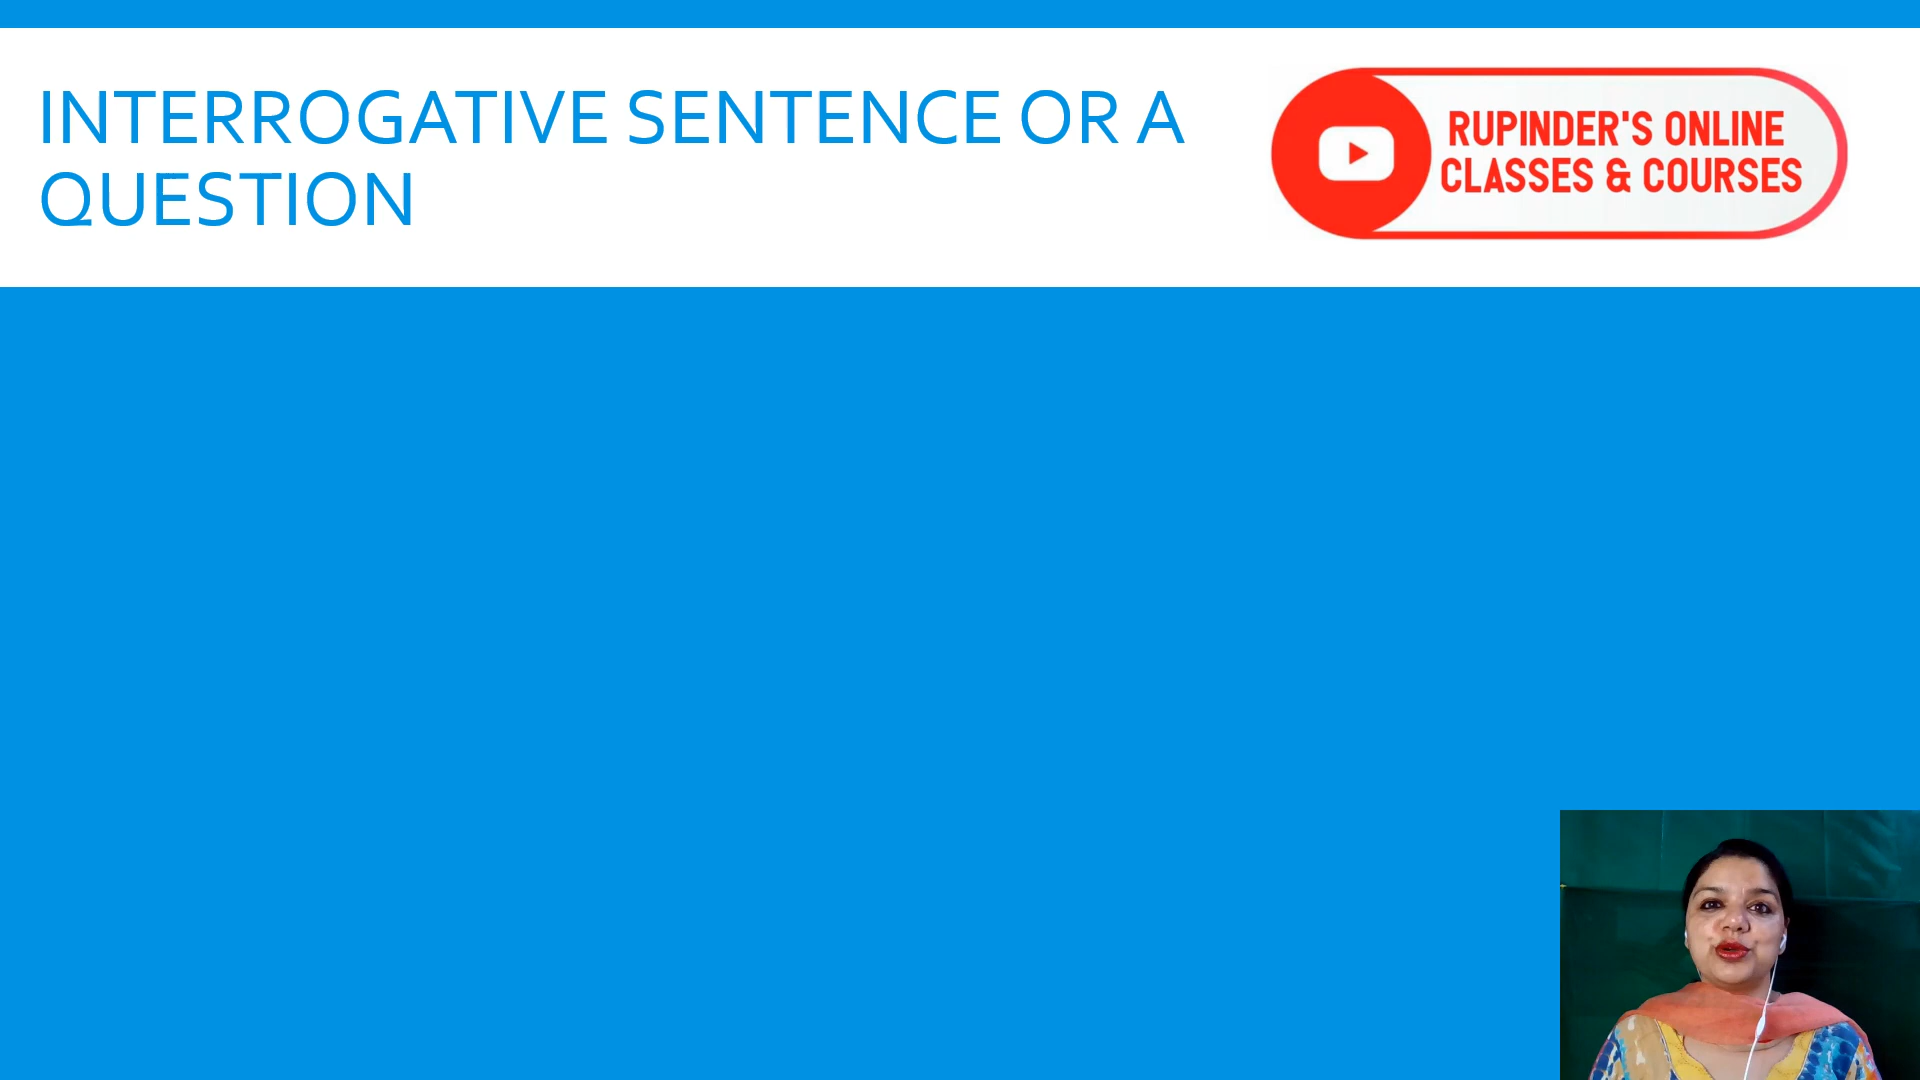 INTERROGATIVE SENTENCE OR A
QUESTION
RUPINDER'S ONLINE
CLASSES & COURSES